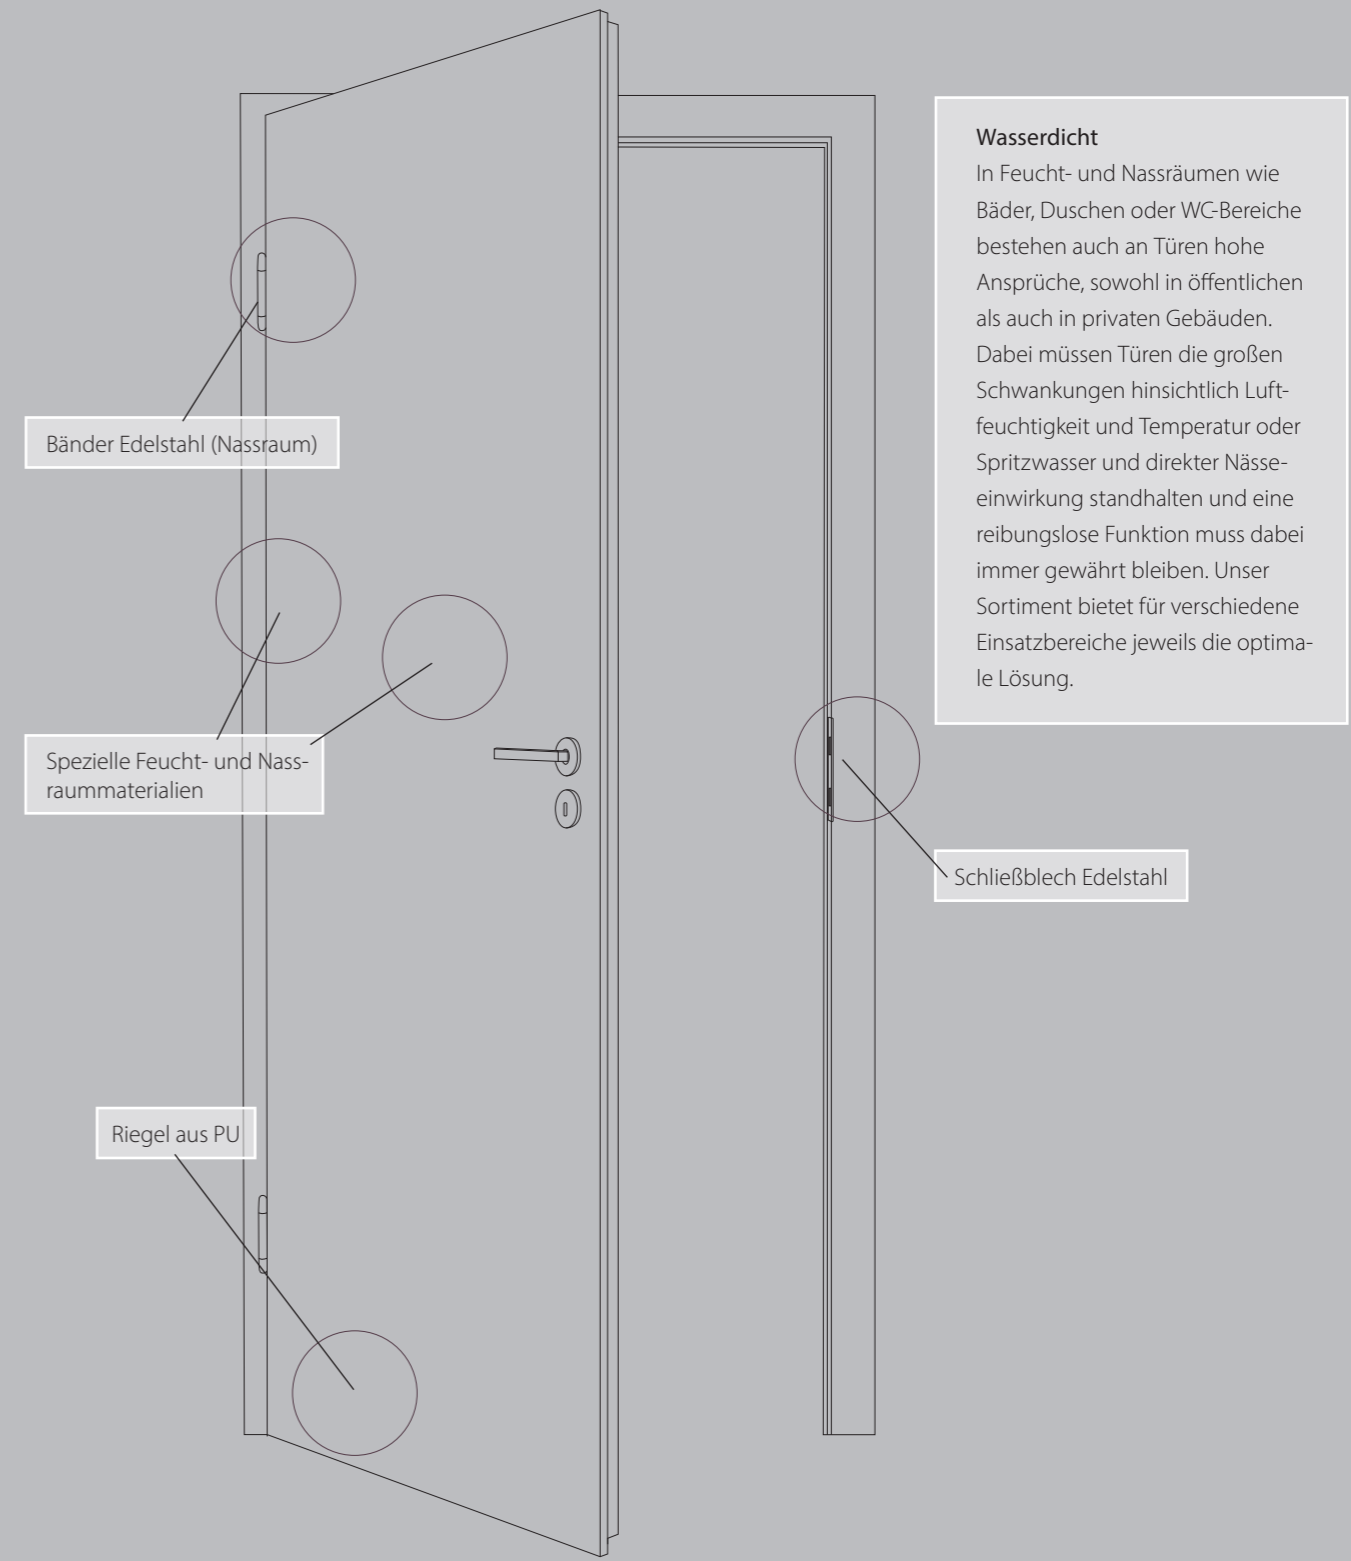 Wasserdicht
In Feucht- und Nassräumen wie
Bäder, Duschen oder WC-Bereiche
bestehen auch an Türen hohe
Ansprüche, sowohl in öffentlichen
als auch in privaten Gebäuden.
Dabei müssen Türen die großen
Schwankungen hinsichtlich Luft-
feuchtigkeit und Temperatur oder
Spritzwasser und direkter Nässe-
einwirkung standhalten und eine
reibungslose Funktion muss dabei
immer gewährt bleiben. Unser
Sortiment bietet für verschiedene
Einsatzbereiche jeweils die optima-
le Lösung.
Bänder Edelstahl (Nassraum)
Spezielle Feucht- und Nass-
raummaterialien
Schließblech Edelstahl
Riegel aus PU